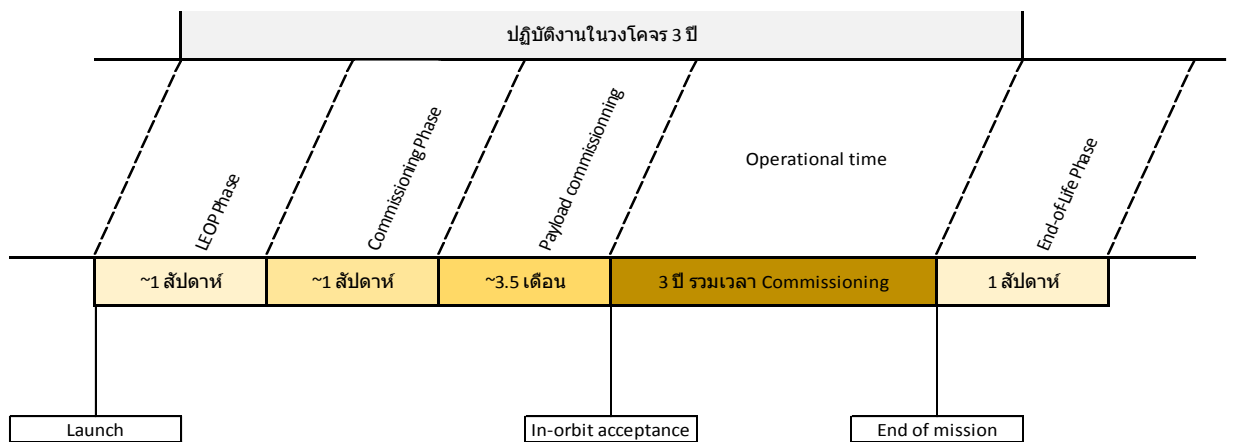 ปฏิบัติงานในวงโคจร 3 ปี
LEOP Phase
Commissioning Phase
Payload commissionning
Operational time
End-of-Life Phase
~1 สัปดาห์
~1 สัปดาห์
~3.5 เดือน
3 ปี รวมเวลา Commissioning
1 สัปดาห์
Launch
In-orbit acceptance
End of mission